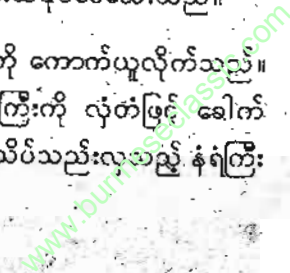 ကို ကောက်ယူလိုက်သည်။
ကြီးကို လှံတံဖြင့် ခေါက်
သိပ်သည်းလှသည့် နံရံကြီး
www.burmeseclassic.com